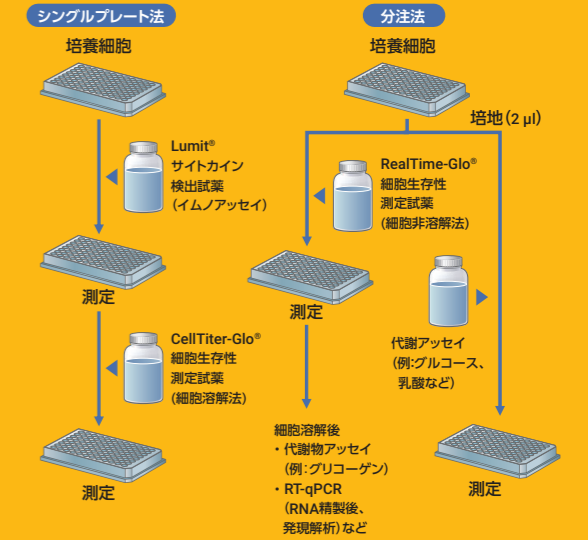 シングルプレート法
培養細胞
Lumit®
サイトカイン
検出試薬
(イムノアッセイ)
測定
CellTiter-Glo®
細胞生存性
測定試薬
(細胞溶解法)
測定
分注法
培養細胞
培地(2 µl)
RealTime-Glo®
細胞生存性
測定試薬
(細胞非溶解法)
測定
代謝アッセイ
(例:グルコース、
乳酸など)
細胞溶解後
・代謝物アッセイ
(例:グリコーゲン)
・RT-qPCR
(RNA精製後、
発現解析)など
測定